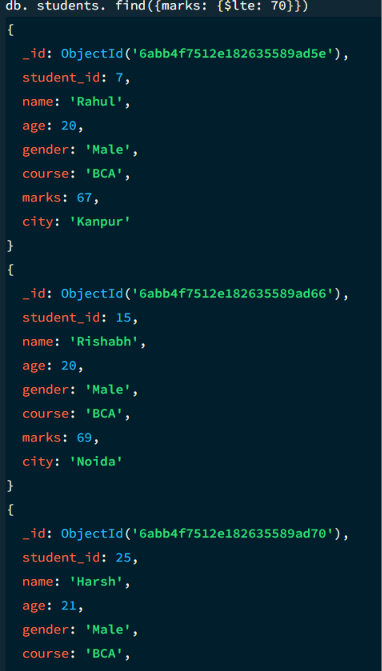 db. students. find({marks: {$lte: 70}})
{
  _id: ObjectId('6abb4f7512e182635589ad5e'),
  student_id: 7,
  name: 'Rahul',
  age: 20,
  gender: 'Male',
  course: 'BCA',
  marks: 67,
  city: 'Kanpur'
}
{
  _id: ObjectId('6abb4f7512e182635589ad66'),
  student_id: 15,
  name: 'Rishabh',
  age: 20,
  gender: 'Male',
  course: 'BCA',
  marks: 69,
  city: 'Noida'
}
{
  _id: ObjectId('6abb4f7512e182635589ad70'),
  student_id: 25,
  name: 'Harsh',
  age: 21,
  gender: 'Male',
  course: 'BCA',